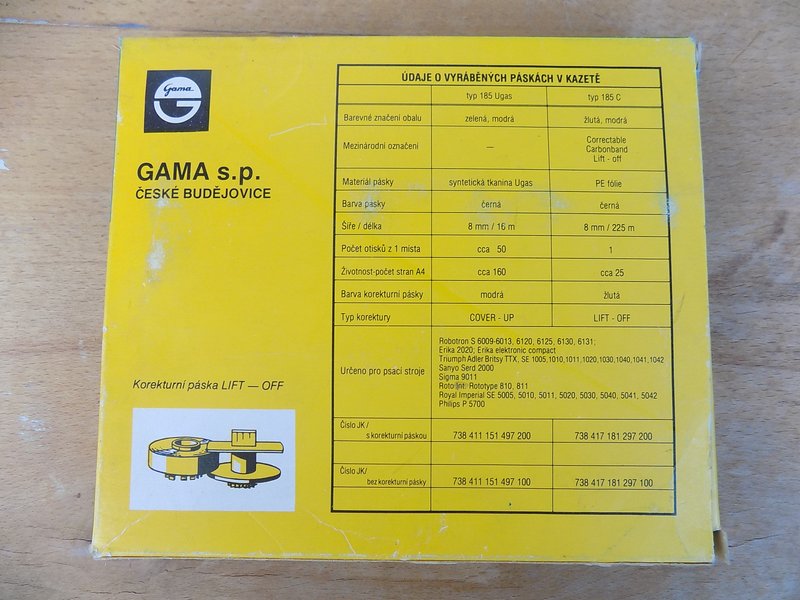 Gama
G
GAMA s.p.
ČESKÉ BUDĚJOVICE
Korekturní páska LIFT — OFF
ÚDAJE O VYRÁBĚNÝCH PÁSKÁCH V KAZETĚ
typ 185 Ugas typ 185 C
Barevné značení obalu zelená, modrá žlutá, modrá
Mezinárodní označení — Correctable
Carbonband
Lift - off
Materiál pásky syntetická tkanina Ugas PE fólie
Barva pasky černá černá
Šíře / délka 8 mm / 16 m 8 mm / 225 m
Počet otisků z 1 místa cca 50 1
Životnost-počet stran A4 cca 160 cca 25
Barva korekturní pásky modrá žlutá
Typ korektury COVER - UP LIFT - OFF
Určeno pro psací stroje
Robotron S 6009-6013, 6120, 6125, 6130, 6131;
Erika 2020; Erika elektronic compact
Triumph Adler Britsy TTX, SE 1005,1010,1011,1020,1030,1040,1041,1042
Sanyo Serd 2000
Sigma 9011
Roto Int. Rototype 810, 811
Royal Imperial SE 5005, 5010, 5011, 5020, 5030, 5040, 5041, 5042
Philips P 5700
Číslo JK/
s korekturní páskou 738 411 151 497 200 738 417 181 297 200
Číslo JK/
bez korekturní pásky 738 411 151 497 100 738 417 181 297 100